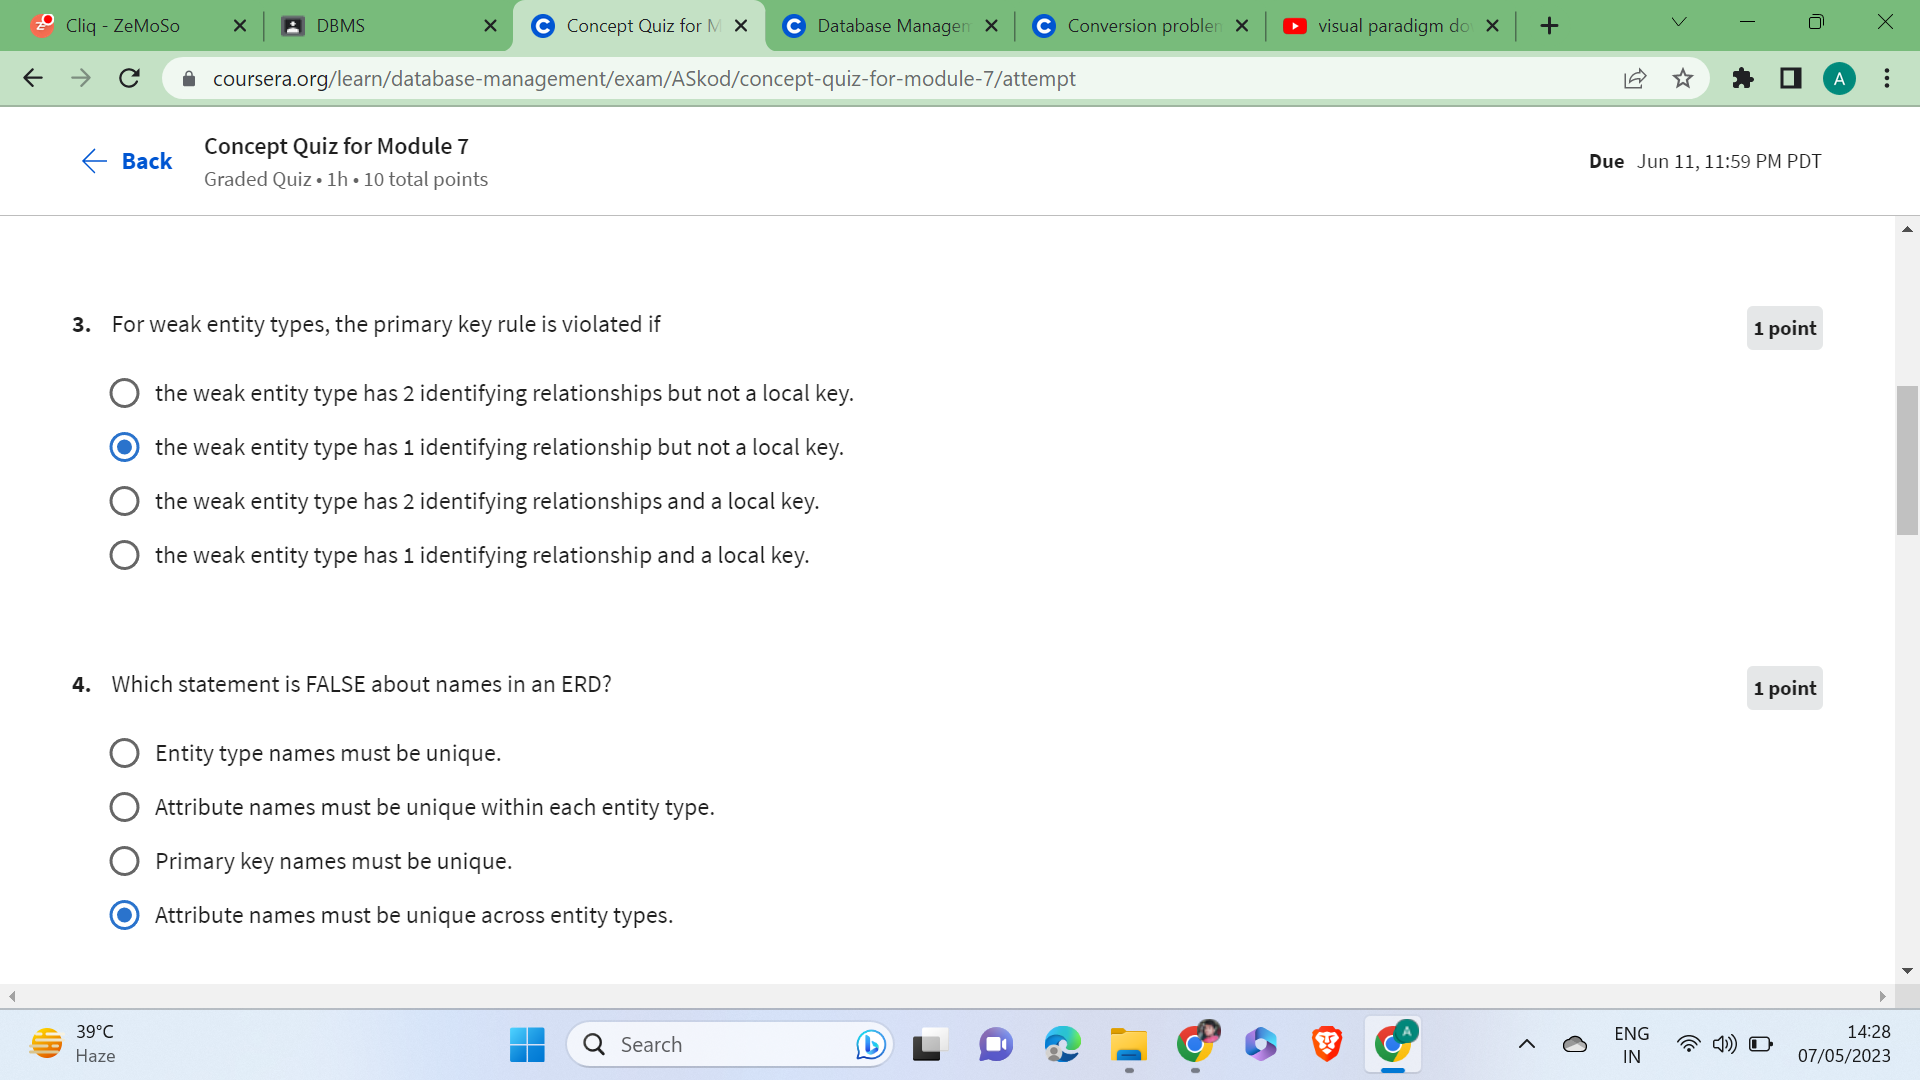 Cliq - ZeMoSo
DBMS
Concept Quiz for M
Database Managem
Conversion problem
visual paradigm do
coursera.org/learn/database-management/exam/ASkod/concept-quiz-for-module-7/attempt
A
Back
Concept Quiz for Module 7
Graded Quiz • 1h • 10 total points
Due Jun 11, 11:59 PM PDT
3. For weak entity types, the primary key rule is violated if
1 point
the weak entity type has 2 identifying relationships but not a local key.
the weak entity type has 1 identifying relationship but not a local key.
the weak entity type has 2 identifying relationships and a local key.
the weak entity type has 1 identifying relationship and a local key.
4. Which statement is FALSE about names in an ERD?
1 point
Entity type names must be unique.
Attribute names must be unique within each entity type.
Primary key names must be unique.
Attribute names must be unique across entity types.
39°C
Haze
Search
A
ENG
IN
14:28
07/05/2023